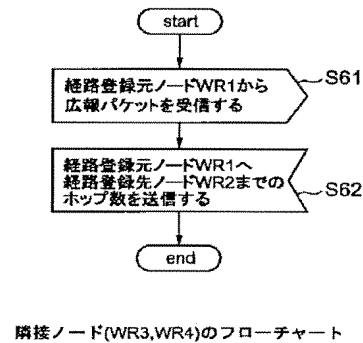 start
経路登録元ノードWR1から
広報パケットを受信する
S61
経路登録元ノードWR1へ
経路登録先ノードWR2までの
ホップ数を送信する
S62
end
隣接ノード(WR3,WR4)のフローチャート